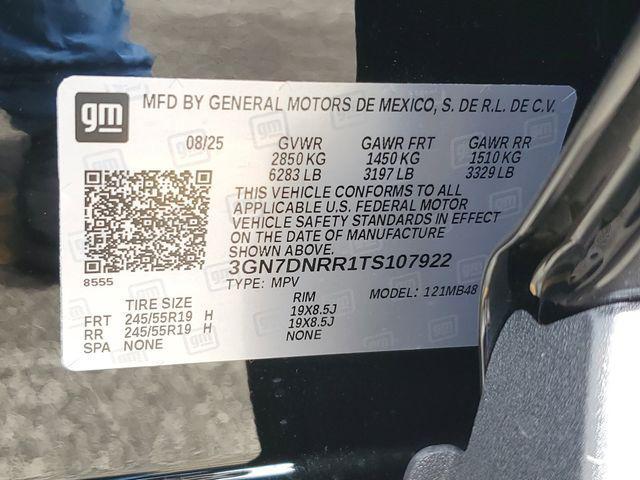 gm MFD BY GENERAL MOTORS DE MEXICO, S. DE R.L. DE C.V.
08/25 GVWR GAWR FRT GAWR RR
2850 KG 1450 KG 1510 KG
6283 LB 3197 LB 3329 LB
THIS VEHICLE CONFORMS TO ALL
APPLICABLE U.S. FEDERAL MOTOR
VEHICLE SAFETY STANDARDS IN EFFECT
ON THE DATE OF MANUFACTURE
SHOWN ABOVE.
3GN7DNRR1TS107922
8555 TYPE: MPV MODEL: 121MB48
TIRE SIZE RIM
FRT 245/55R19 H 19X8.5J
RR 245/55R19 H 19X8.5J
SPA NONE NONE